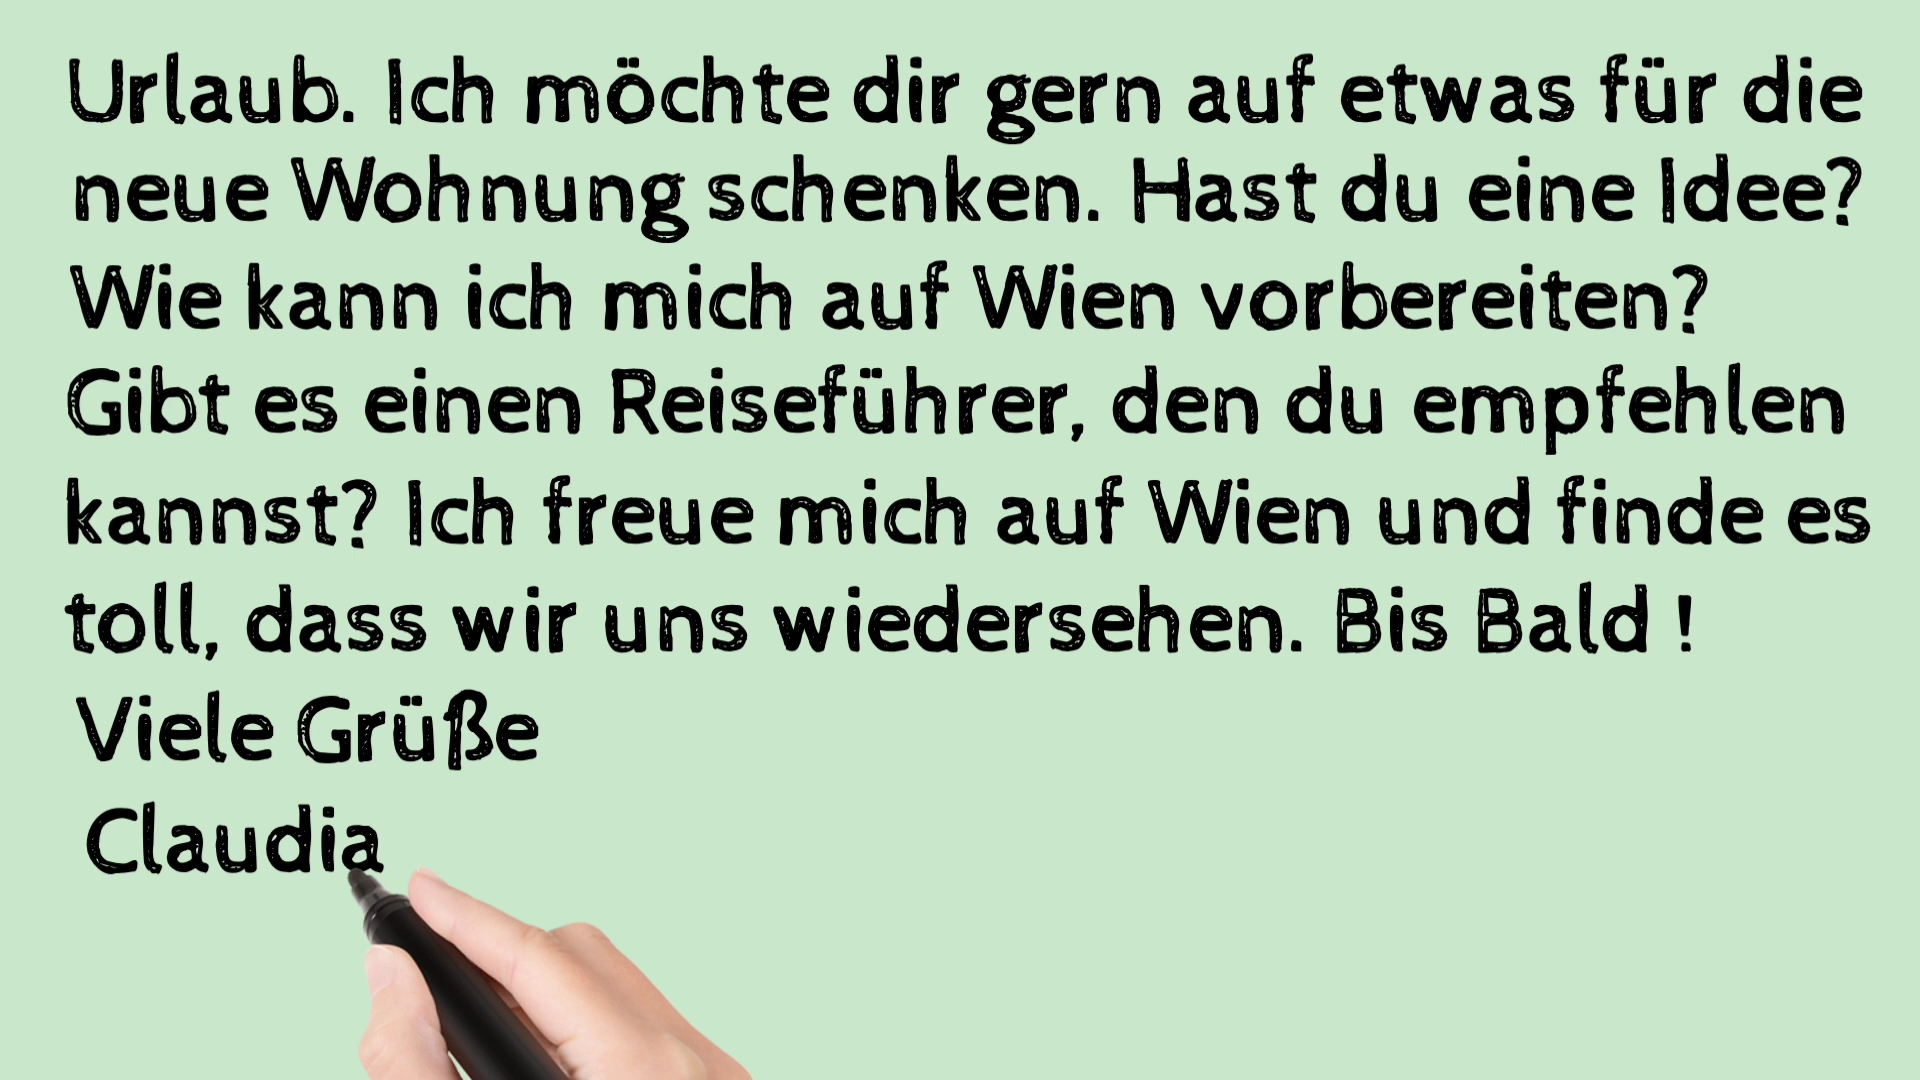 Urlaub. Ich möchte dir gern auf etwas für die
neue Wohnung schenken. Hast du eine Idee?
Wie kann ich mich auf Wien vorbereiten?
Gibt es einen Reiseführer, den du empfehlen
kannst? Ich freue mich auf Wien und finde es
toll, dass wir uns wiedersehen. Bis Bald !
Viele Grüße
Claudia